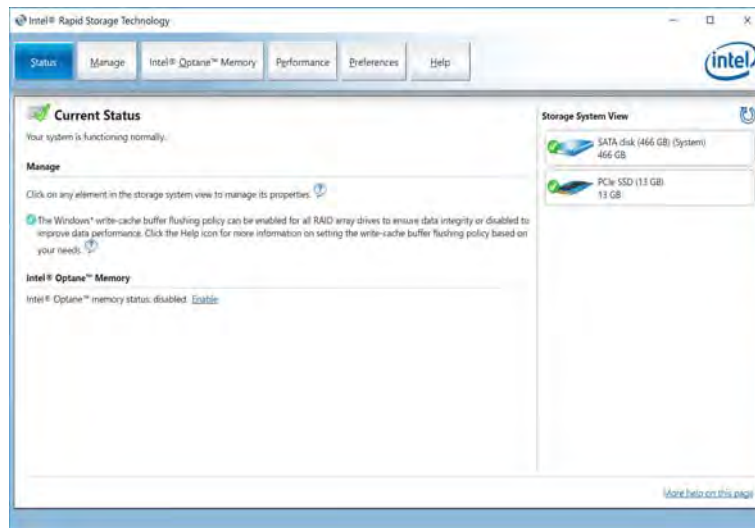 Intel® Rapid Storage Technology
Status
Manage
Intel® Optane™ Memory
Performance
Preferences
Help
intel
Current Status
Your system is functioning normally.
Manage
Click on any element in the storage system view to manage its properties. ?
The Windows* write-cache buffer flushing policy can be enabled for all RAID array drives to ensure data integrity or disabled to
improve data performance. Click the Help icon for more information on setting the write-cache buffer flushing policy based on
your needs. ?
Intel® Optane™ Memory
Intel® Optane™ memory status: disabled. Enable
Storage System View
SATA disk (466 GB) (System)
466 GB
PCIe SSD (13 GB)
13 GB
More help on this page